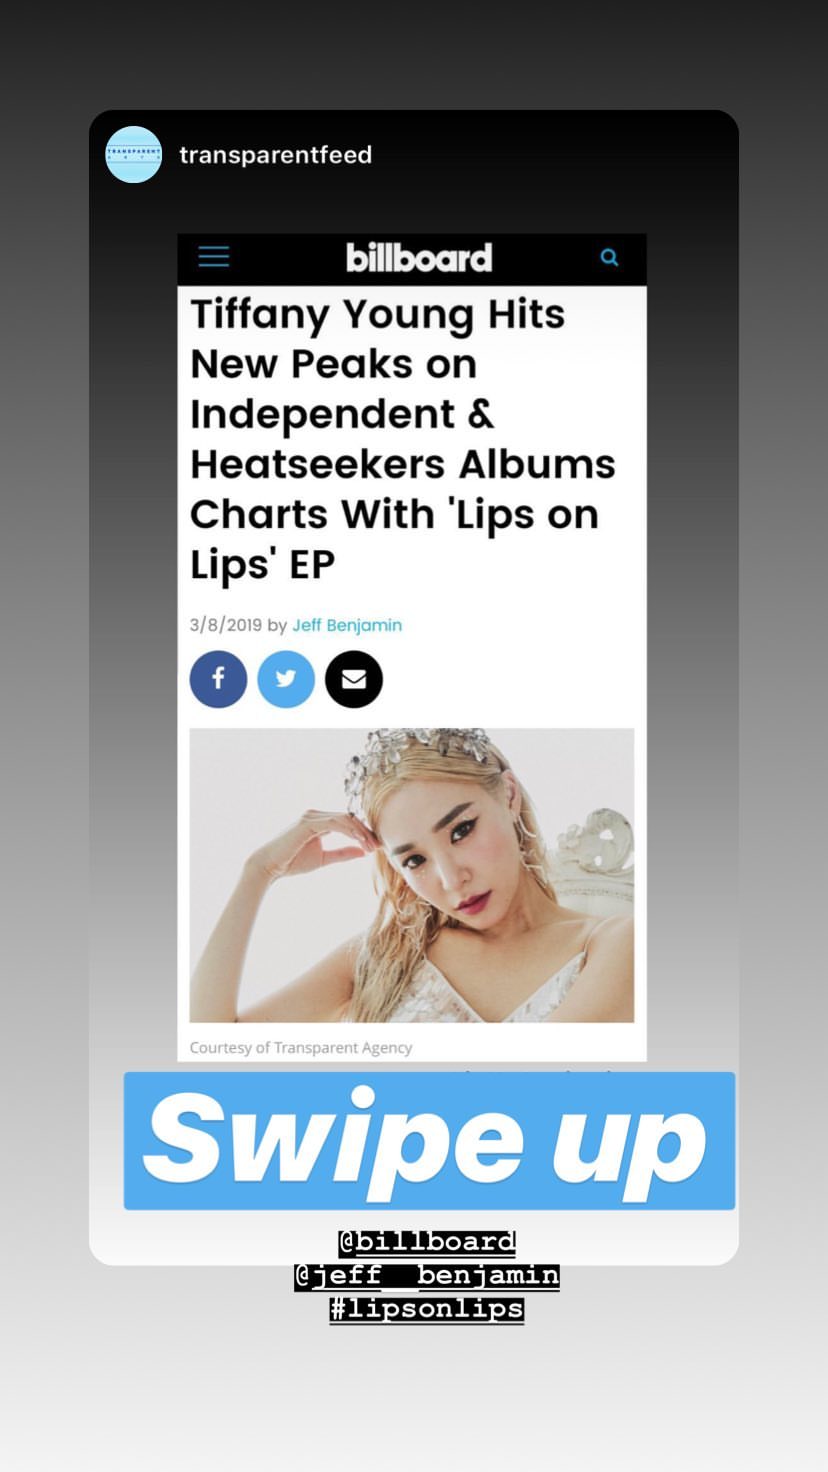 transparentfeed
billboard
Tiffany Young Hits
New Peaks on
Independent &
Heatseekers Albums
Charts With 'Lips on
Lips' EP
3/8/2019 by Jeff Benjamin
Courtesy of Transparent Agency
Swipe up
@billboard
@jeff__benjamin
#lipsonlips